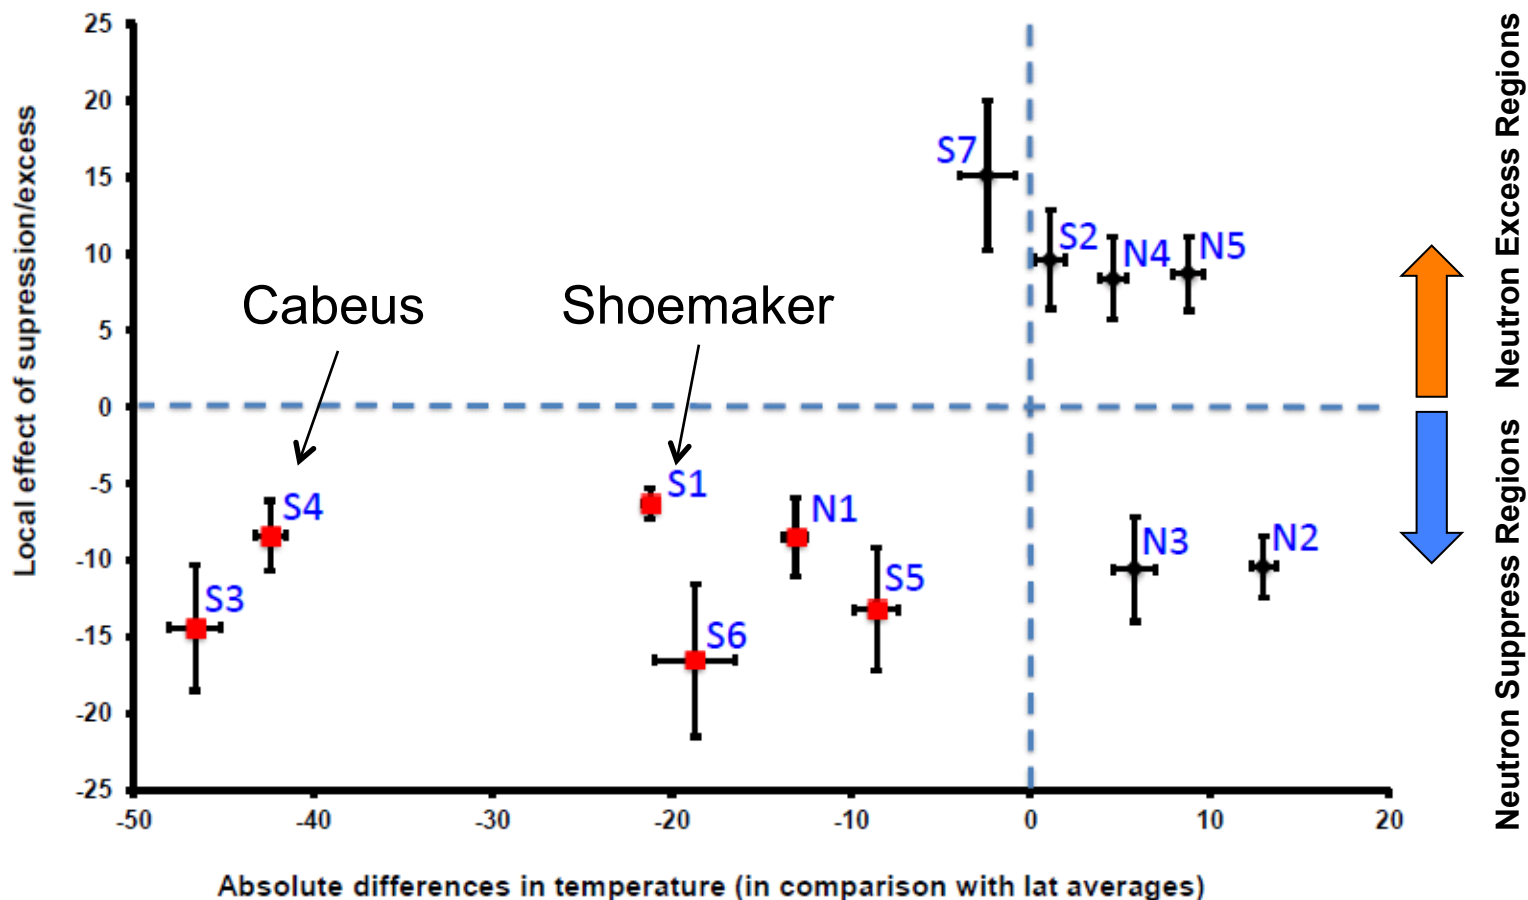 Local effect of supression/excess
25
20
15
10
5
0
-5
-10
-15
-20
-25
-50
-40
-30
-20
-10
0
10
20
Absolute differences in temperature (in comparison with lat averages)
Cabeus
Shoemaker
S7
S2
N4
N5
S4
S1
N1
S3
S6
S5
N3
N2
Neutron Excess Regions
Neutron Suppress Regions